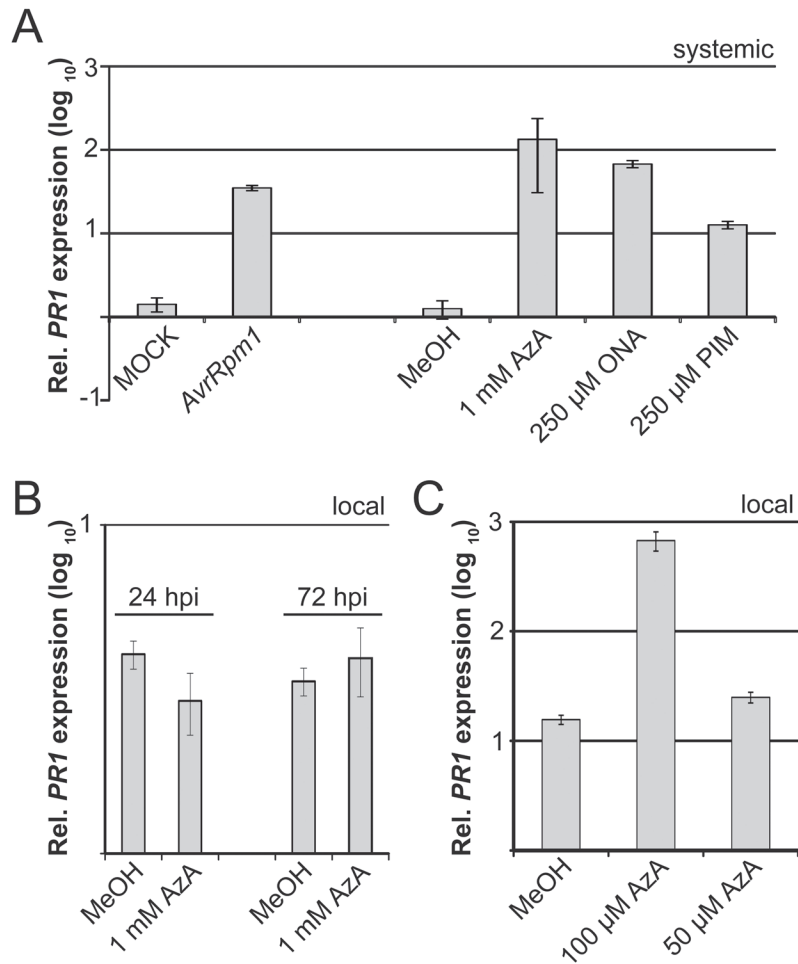 A
systemic
Rel. PR1 expression (log 10)
3
2
1
-1
MOCK
AvrRpm1
MeOH
1 mM AzA
250 µM ONA
250 µM PIM
B
local
Rel. PR1 expression (log 10)
1
24 hpi
72 hpi
MeOH
1 mM AzA
MeOH
1 mM AzA
C
local
Rel. PR1 expression (log 10)
3
2
1
MeOH
100 µM AzA
50 µM AzA